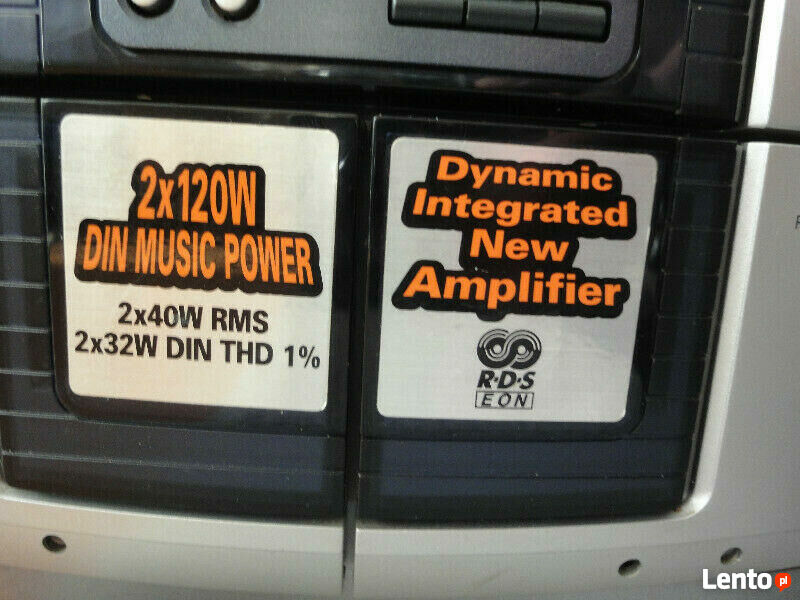 2x120W
DIN MUSIC POWER
2x40W RMS
2x32W DIN THD 1%
Dynamic
Integrated
New
Amplifier
R·D·S
EON
Lento.pl